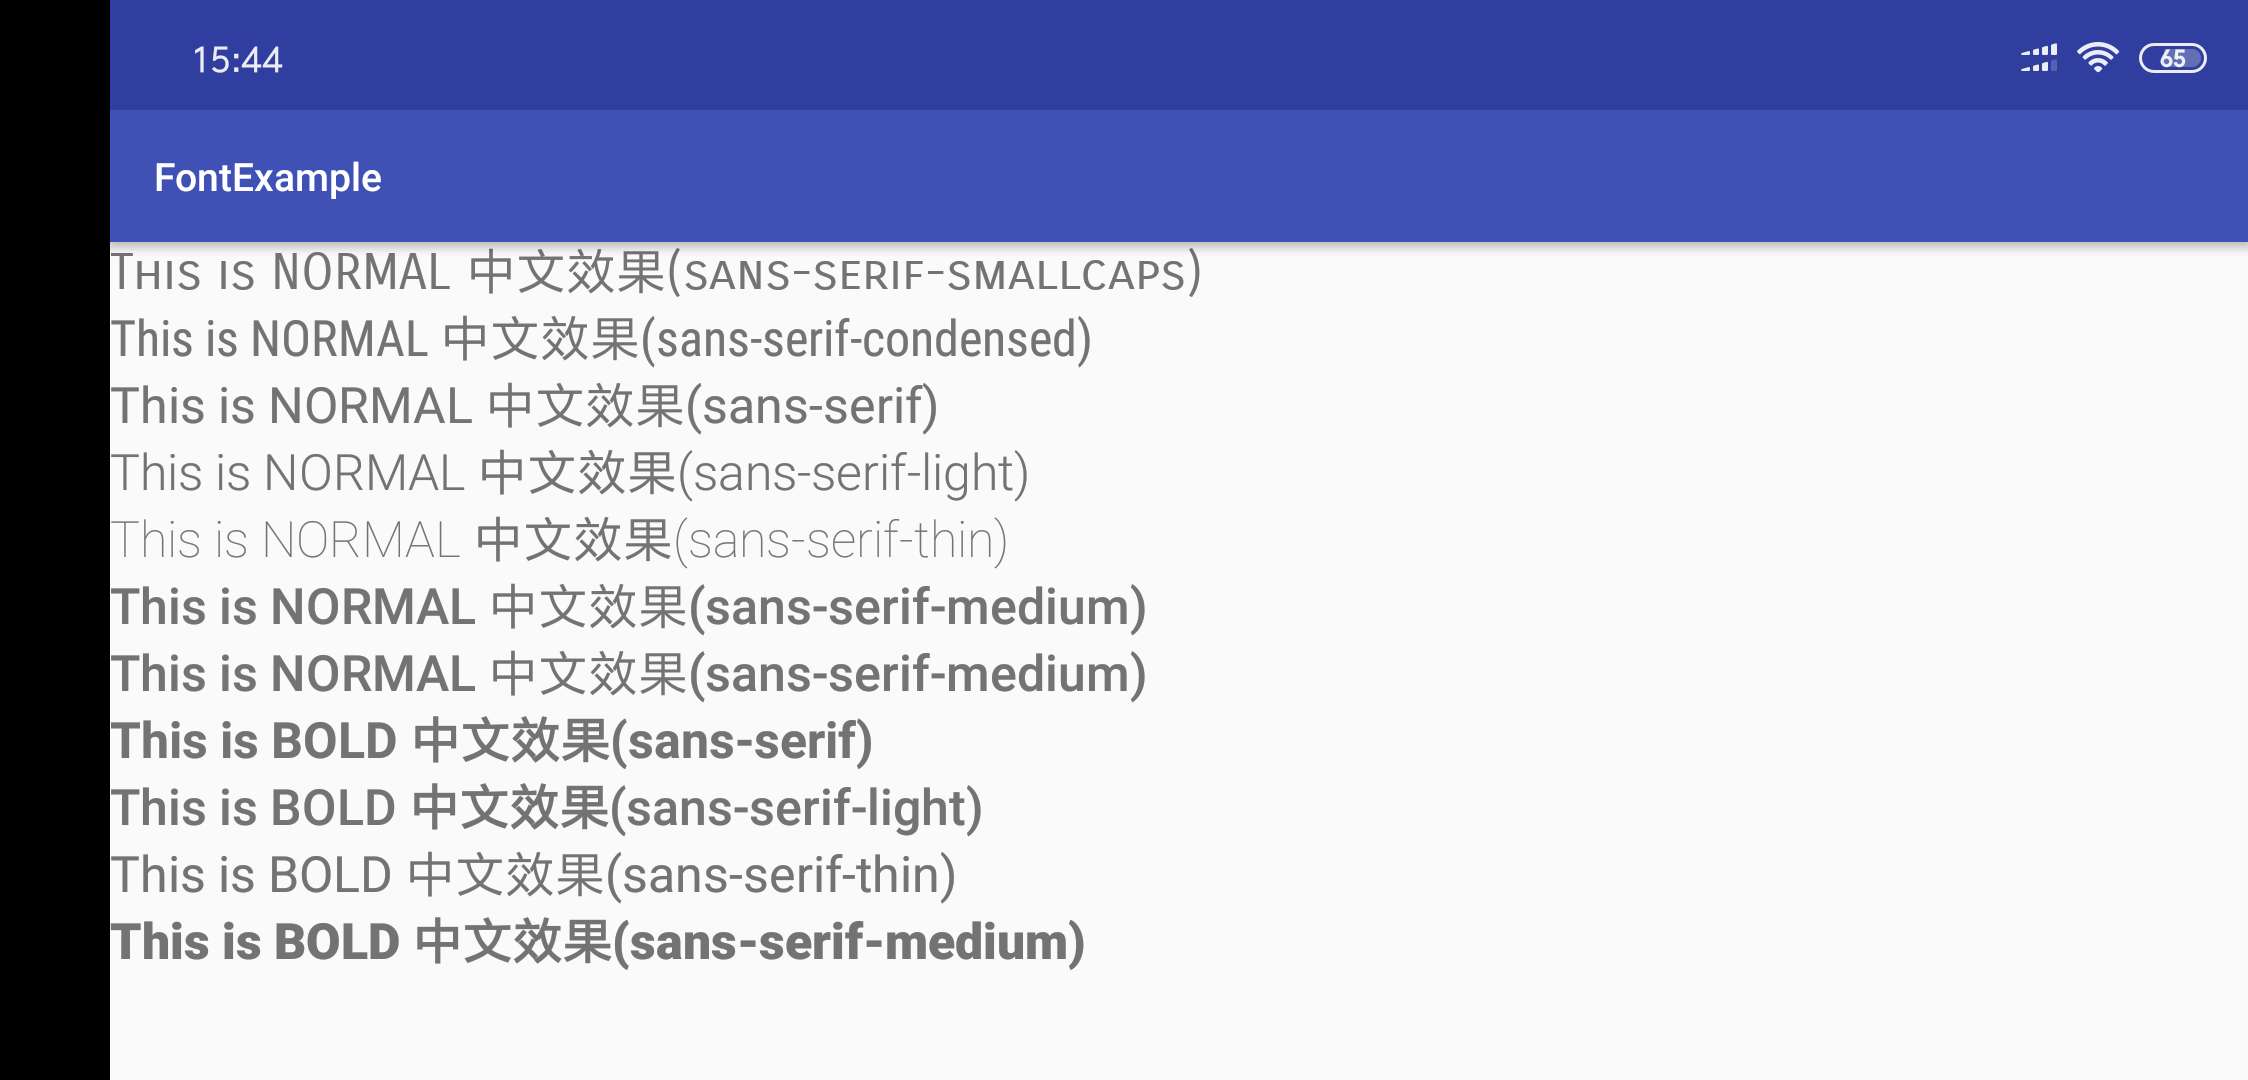 15:44
65
FontExample
This is NORMAL 中文效果(sans-serif-smallcaps)
This is NORMAL 中文效果(sans-serif-condensed)
This is NORMAL 中文效果(sans-serif)
This is NORMAL 中文效果(sans-serif-light)
This is NORMAL 中文效果(sans-serif-thin)
This is NORMAL 中文效果(sans-serif-medium)
This is NORMAL 中文效果(sans-serif-medium)
This is BOLD 中文效果(sans-serif)
This is BOLD 中文效果(sans-serif-light)
This is BOLD 中文效果(sans-serif-thin)
This is BOLD 中文效果(sans-serif-medium)